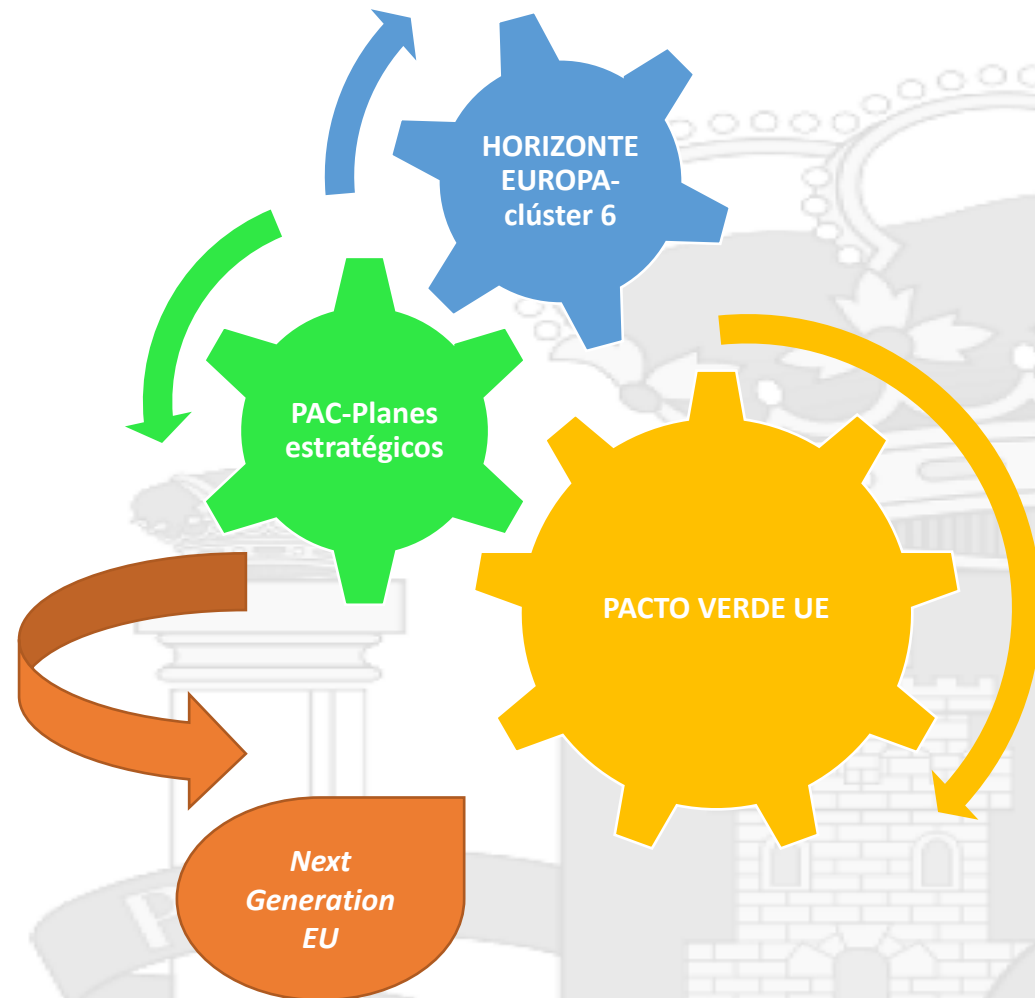 HORIZONTE
EUROPA-
clúster 6
PAC-Planes
estratégicos
PACTO VERDE UE
Next
Generation
EU